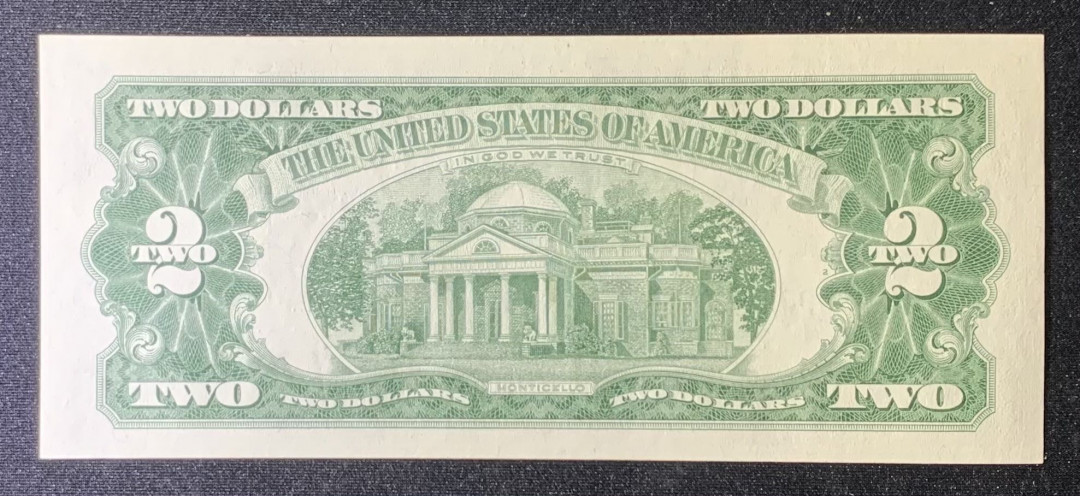 TWO DOLLARS
TWO DOLLARS
THE UNITED STATES OF AMERICA
IN GOD WE TRUST
2
TWO
2
TWO
MONTICELLO
TWO
TWO DOLLARS
TWO DOLLARS
TWO